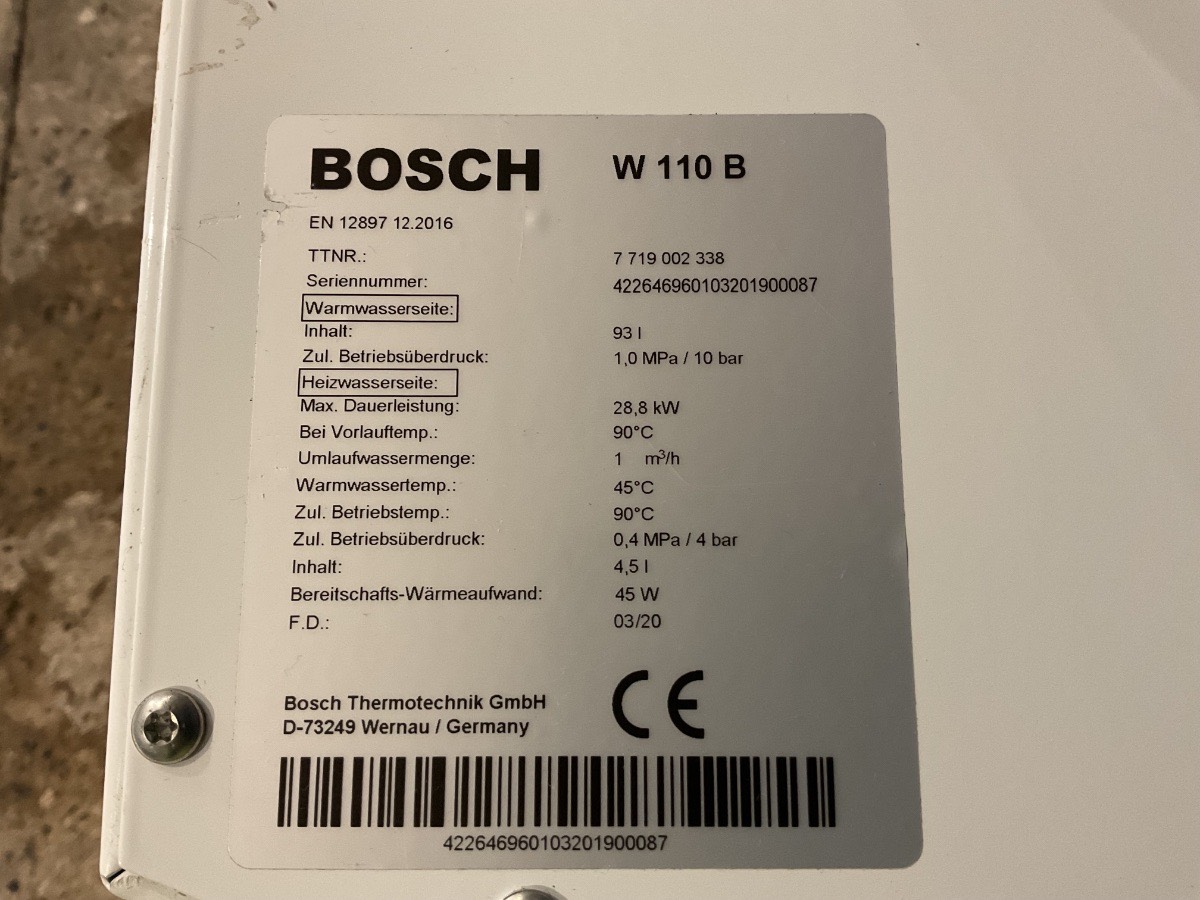 BOSCH W 110 B
EN 12897 12.2016
TTNR.: 7 719 002 338
Seriennummer: 422646960103201900087
Warmwasserseite:
Inhalt: 93 l
Zul. Betriebsüberdruck: 1,0 MPa / 10 bar
Heizwasserseite:
Max. Dauerleistung: 28,8 kW
Bei Vorlauftemp.: 90°C
Umlaufwassermenge: 1 m³/h
Warmwassertemp.: 45°C
Zul. Betriebstemp.: 90°C
Zul. Betriebsüberdruck: 0,4 MPa / 4 bar
Inhalt: 4,5 l
Bereitschafts-Wärmeaufwand: 45 W
F.D.: 03/20
Bosch Thermotechnik GmbH
D-73249 Wernau / Germany
CE
422646960103201900087